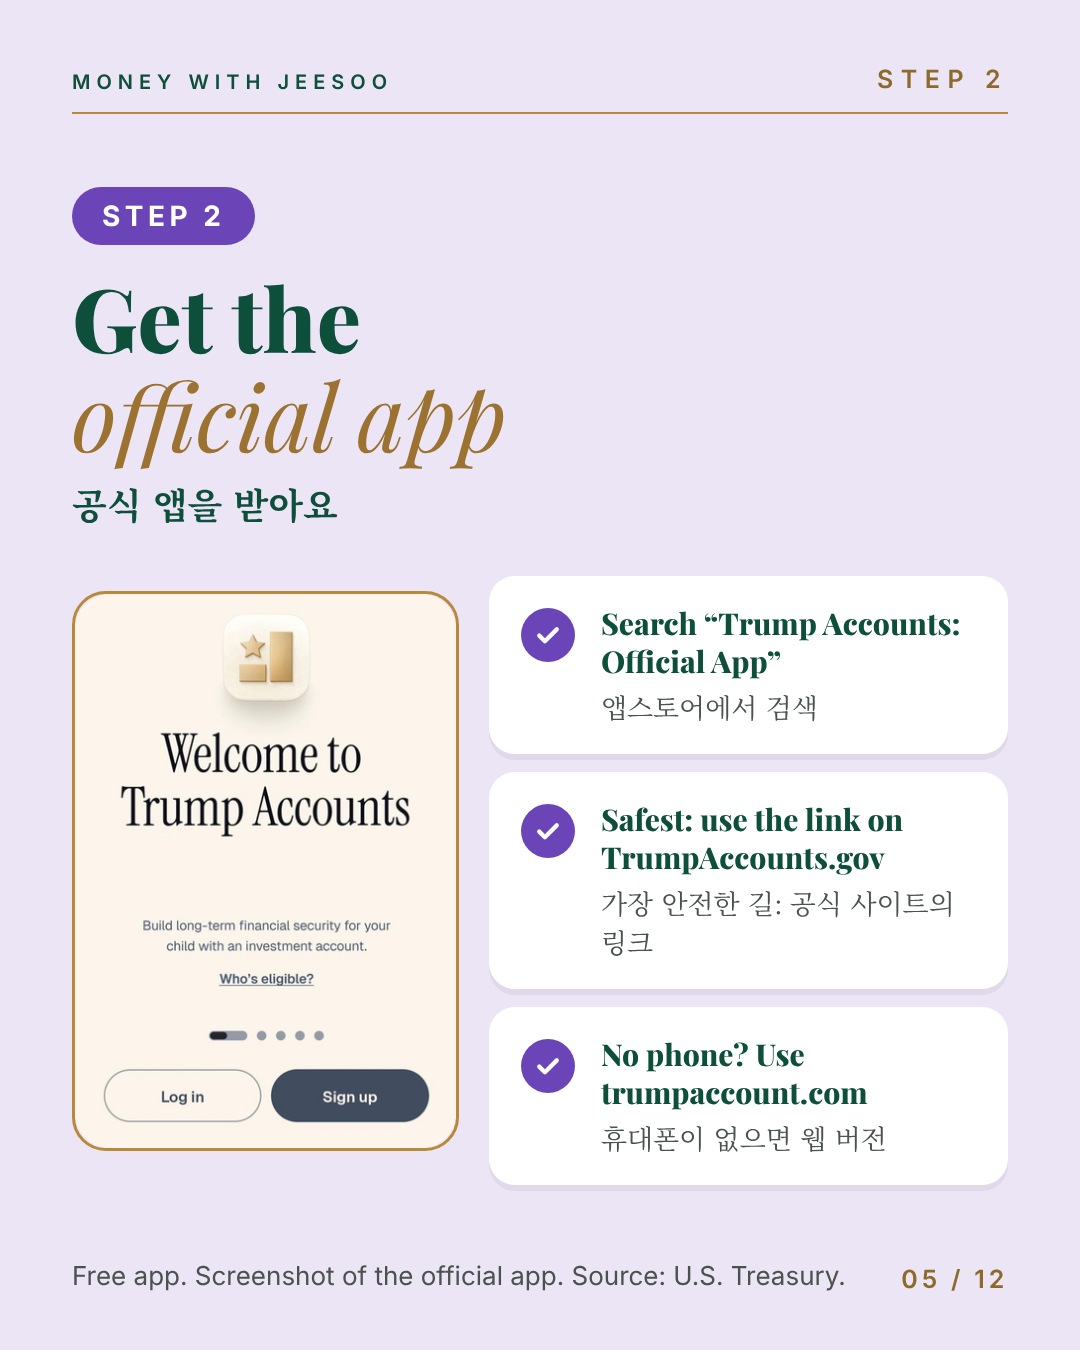 MONEY WITH JEESOO
STEP 2
STEP 2
Get the
official app
공식 앱을 받아요
Welcome to
Trump Accounts
Build long-term financial security for your
child with an investment account.
Who's eligible?
Log in
Sign up
Search “Trump Accounts:
Official App”
앱스토어에서 검색
Safest: use the link on
TrumpAccounts.gov
가장 안전한 길: 공식 사이트의
링크
No phone? Use
trumpaccount.com
휴대폰이 없으면 웹 버전
Free app. Screenshot of the official app. Source: U.S. Treasury.
05 / 12